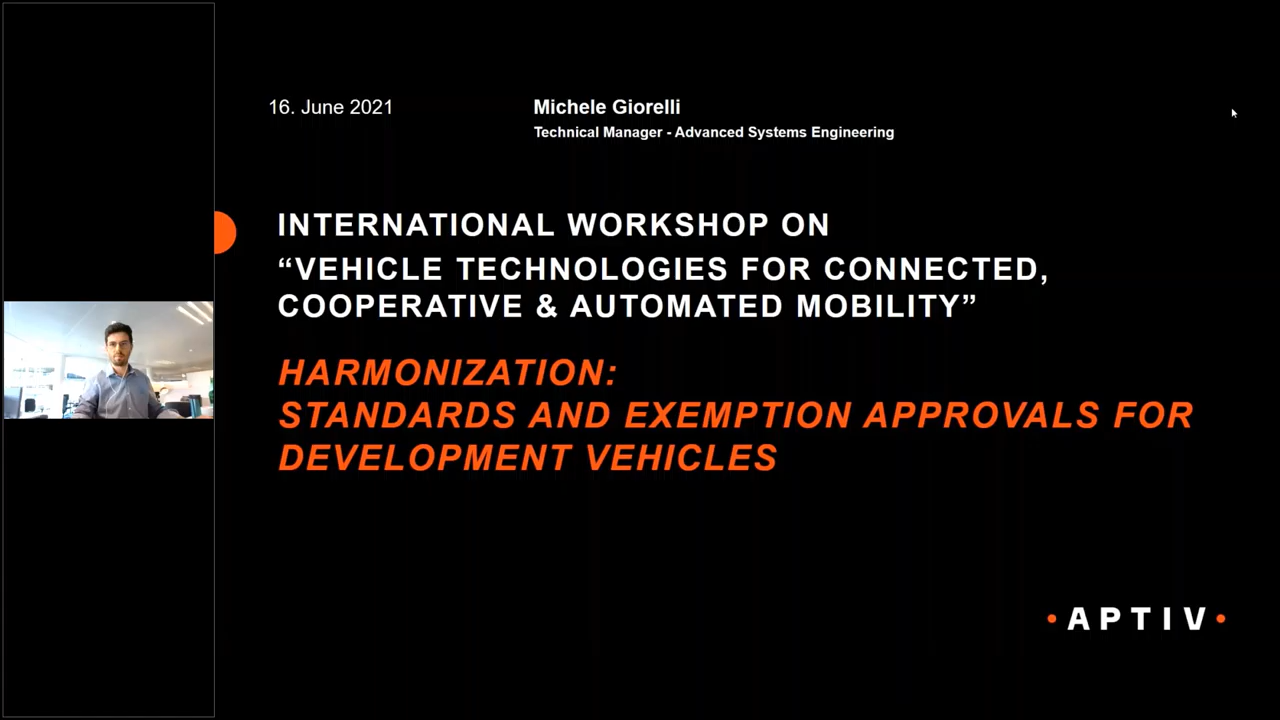 16. June 2021
Michele Giorelli
Technical Manager - Advanced Systems Engineering
INTERNATIONAL WORKSHOP ON
“VEHICLE TECHNOLOGIES FOR CONNECTED,
COOPERATIVE & AUTOMATED MOBILITY”
HARMONIZATION:
STANDARDS AND EXEMPTION APPROVALS FOR
DEVELOPMENT VEHICLES
• APTIV •